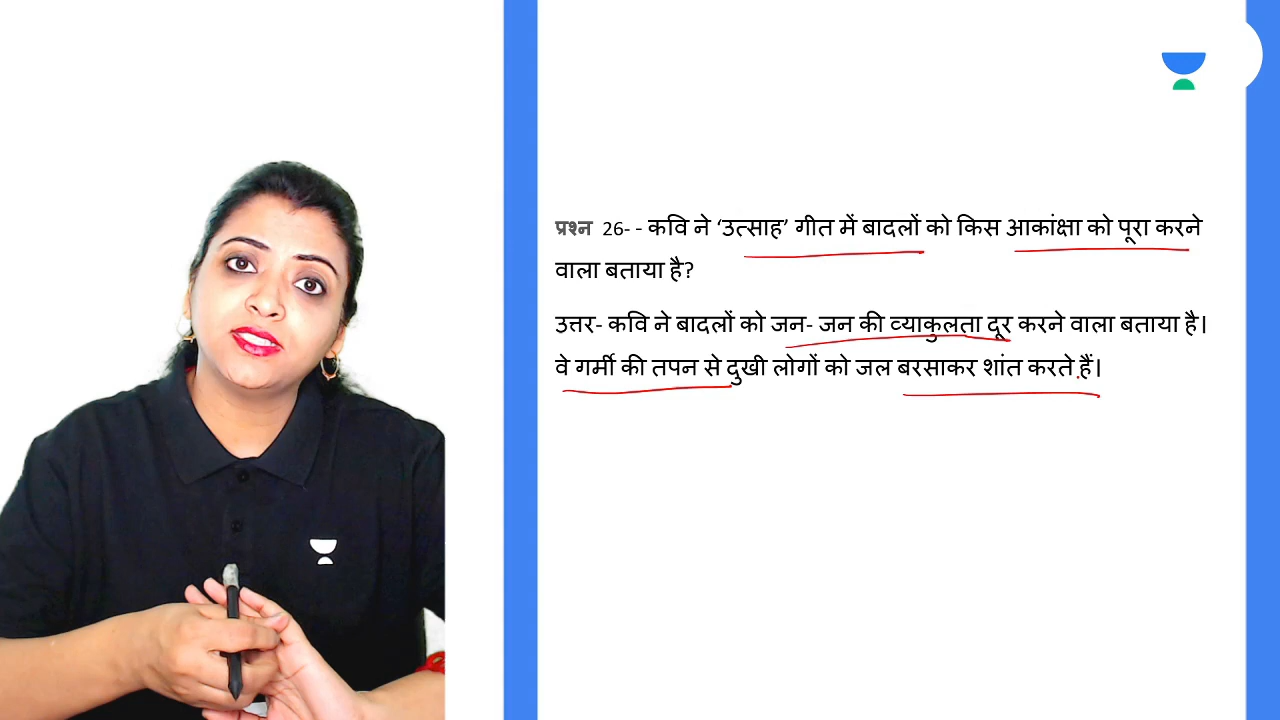 प्रश्न 26- - कवि ने ‘उत्साह’ गीत में बादलों को किस आकांक्षा को पूरा करने
वाला बताया है?
उत्तर- कवि ने बादलों को जन- जन की व्याकुलता दूर करने वाला बताया है।
वे गर्मी की तपन से दुखी लोगों को जल बरसाकर शांत करते हैं।